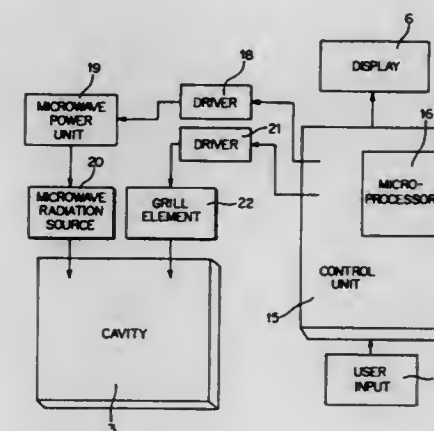 6
DISPLAY
18
DRIVER
19
MICROWAVE
POWER
UNIT
21
DRIVER
16
MICRO-
PROCESSOR
20
MICROWAVE
RADIATION
SOURCE
GRILL
ELEMENT
22
CONTROL
UNIT
15
CAVITY
USER
INPUT
3